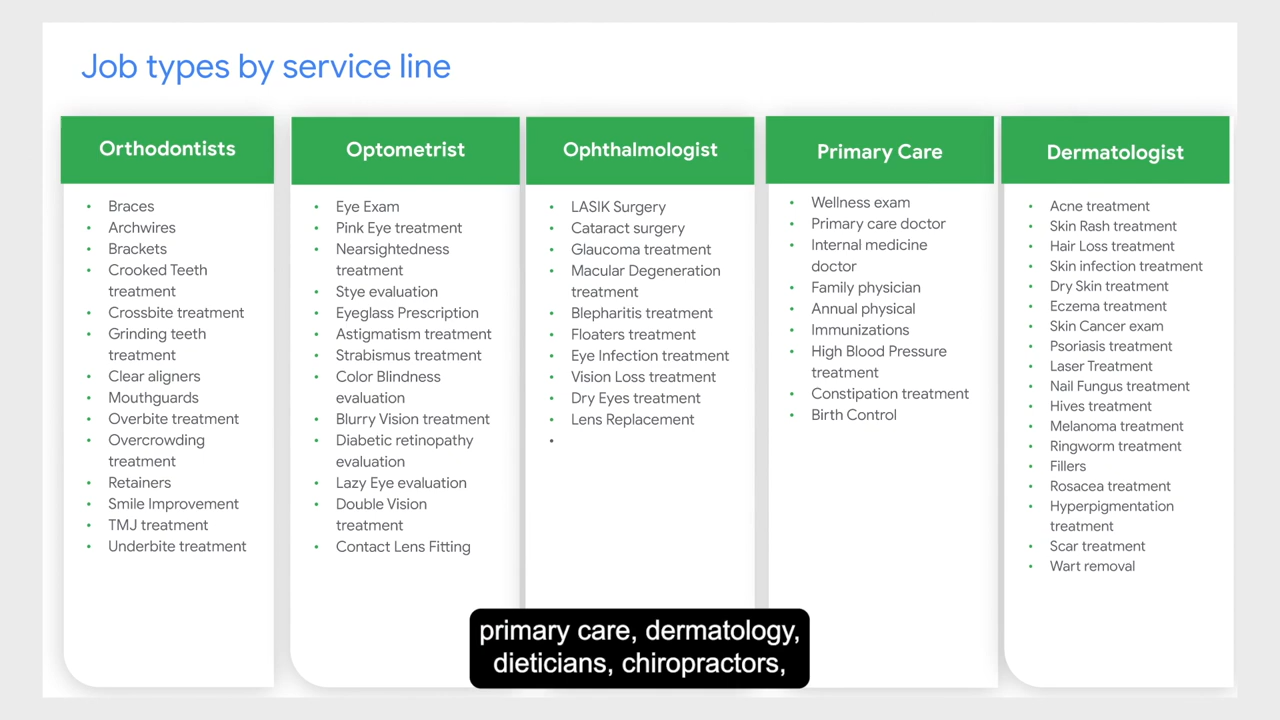 Job types by service line
Orthodontists
Braces
Archwires
Brackets
Crooked Teeth
treatment
Crossbite treatment
Grinding teeth
treatment
Clear aligners
Mouthguards
Overbite treatment
Overcrowding
treatment
Retainers
Smile Improvement
TMJ treatment
Underbite treatment
Optometrist
Eye Exam
Pink Eye treatment
Nearsightedness
treatment
Stye evaluation
Eyeglass Prescription
Astigmatism treatment
Strabismus treatment
Color Blindness
evaluation
Blurry Vision treatment
Diabetic retinopathy
evaluation
Lazy Eye evaluation
Double Vision
treatment
Contact Lens Fitting
Ophthalmologist
LASIK Surgery
Cataract surgery
Glaucoma treatment
Macular Degeneration
treatment
Blepharitis treatment
Floaters treatment
Eye Infection treatment
Vision Loss treatment
Dry Eyes treatment
Lens Replacement
Primary Care
Wellness exam
Primary care doctor
Internal medicine
doctor
Family physician
Annual physical
Immunizations
High Blood Pressure
treatment
Constipation treatment
Birth Control
Dermatologist
Acne treatment
Skin Rash treatment
Hair Loss treatment
Skin infection treatment
Dry Skin treatment
Eczema treatment
Skin Cancer exam
Psoriasis treatment
Laser Treatment
Nail Fungus treatment
Hives treatment
Melanoma treatment
Ringworm treatment
Fillers
Rosacea treatment
Hyperpigmentation
treatment
Scar treatment
Wart removal
primary care, dermatology,
dieticians, chiropractors,